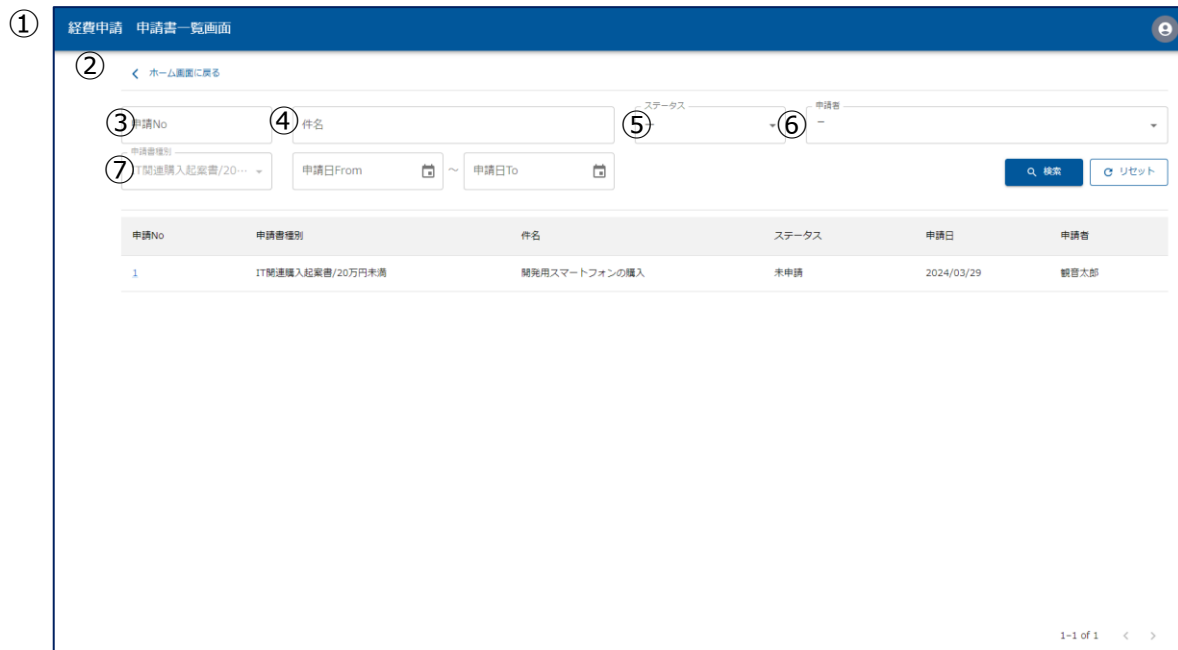 ① 経費申請 申請書一覧画面
② ホーム画面に戻る
ステータス 申請者
③ 申請No ④ 件名 ⑤ – ⑥ –
申請書種別
⑦ IT関連購入起案書/20… 申請日From ～ 申請日To 検索 リセット
申請No 申請書種別 件名 ステータス 申請日 申請者
1 IT関連購入起案書/20万円未満 開発用スマートフォンの購入 未申請 2024/03/29 観音太郎
1-1 of 1